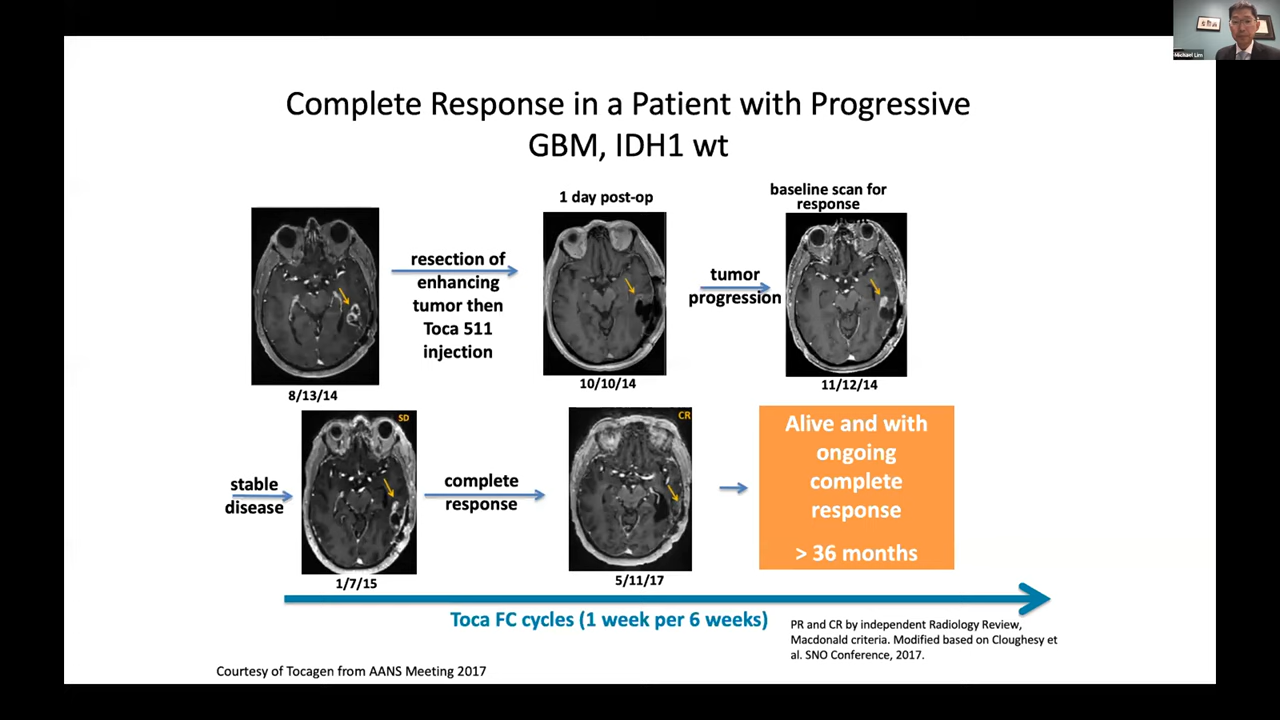 Michael Lim
Complete Response in a Patient with Progressive
GBM, IDH1 wt
1 day post-op
baseline scan for
response
resection of
enhancing
tumor then
Toca 511
injection
tumor
progression
8/13/14
10/10/14
11/12/14
stable
disease
SD
complete
response
CR
Alive and with
ongoing
complete
response
> 36 months
1/7/15
5/11/17
Toca FC cycles (1 week per 6 weeks)
PR and CR by independent Radiology Review,
Macdonald criteria. Modified based on Cloughesy et
al. SNO Conference, 2017.
Courtesy of Tocagen from AANS Meeting 2017